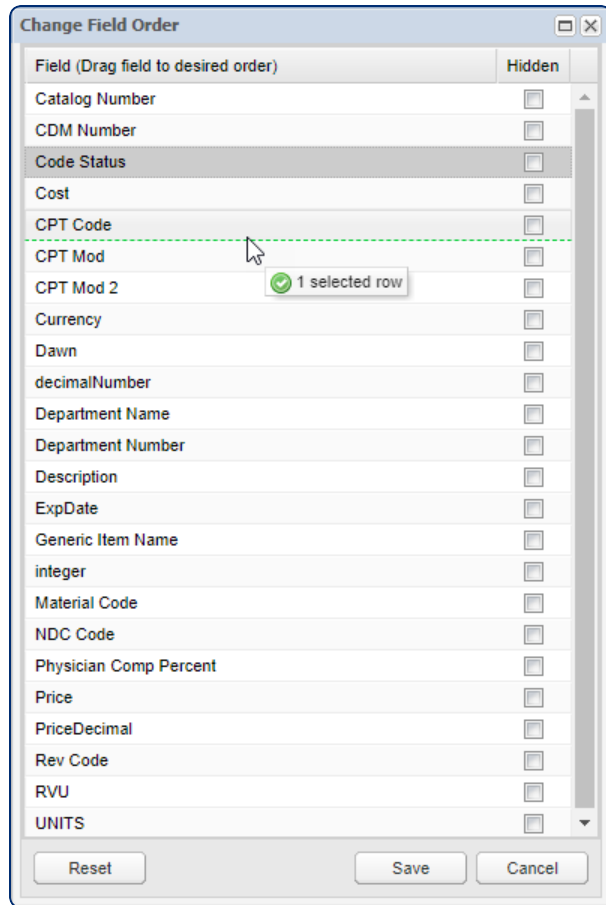 Change Field Order
Field (Drag field to desired order) Hidden
Catalog Number
CDM Number
Code Status
Cost
CPT Code
CPT Mod
1 selected row
CPT Mod 2
Currency
Dawn
decimalNumber
Department Name
Department Number
Description
ExpDate
Generic Item Name
integer
Material Code
NDC Code
Physician Comp Percent
Price
PriceDecimal
Rev Code
RVU
UNITS
Reset Save Cancel